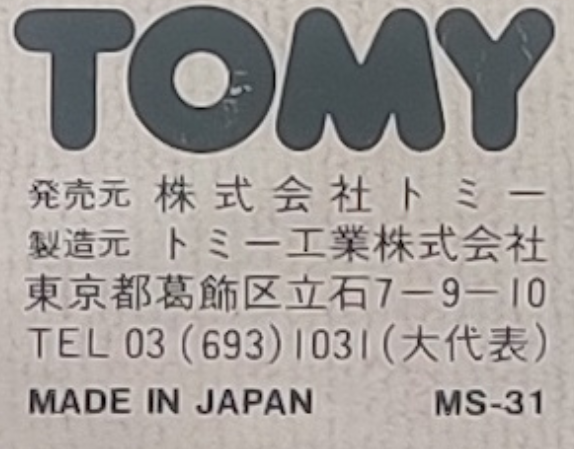 TOMY
発売元 株式会社トミー
製造元 トミー工業株式会社
東京都葛飾区立石7-9-10
TEL 03(693)1031(大代表)
MADE IN JAPAN MS-31